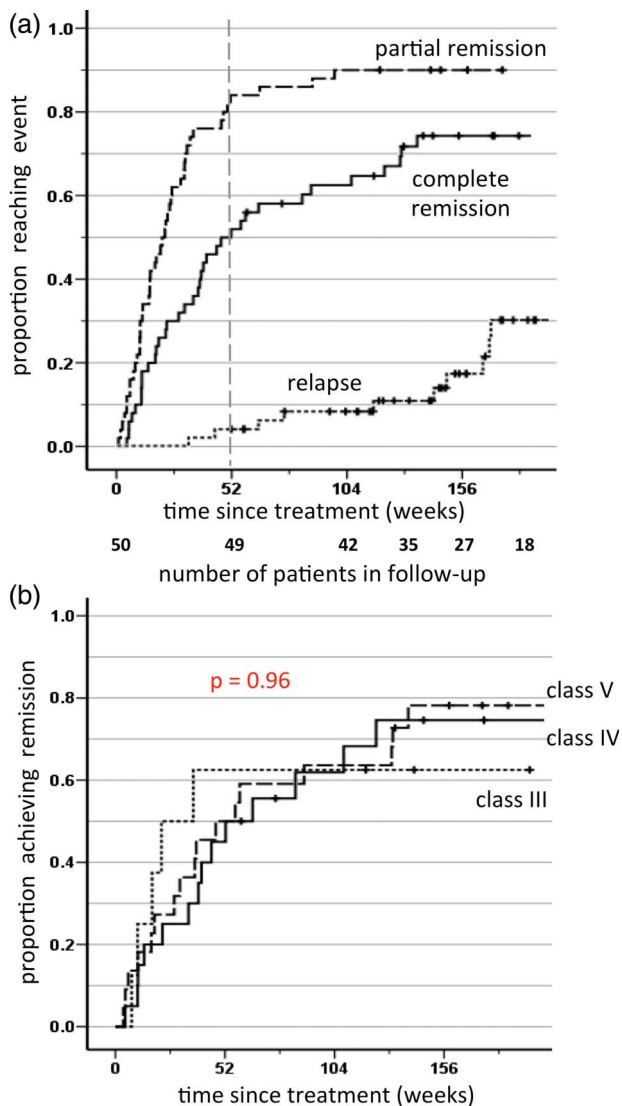 (a)
1.0
partial remission
0.8
0.6
complete
remission
0.4
relapse
0.2
0.0
proportion reaching event
0 52 104 156
time since treatment (weeks)
50 49 42 35 27 18
number of patients in follow-up
(b)
1.0
p = 0.96
class V
0.8
class IV
0.6
class III
0.4
0.2
0.0
proportion achieving remission
0 52 104 156
time since treatment (weeks)